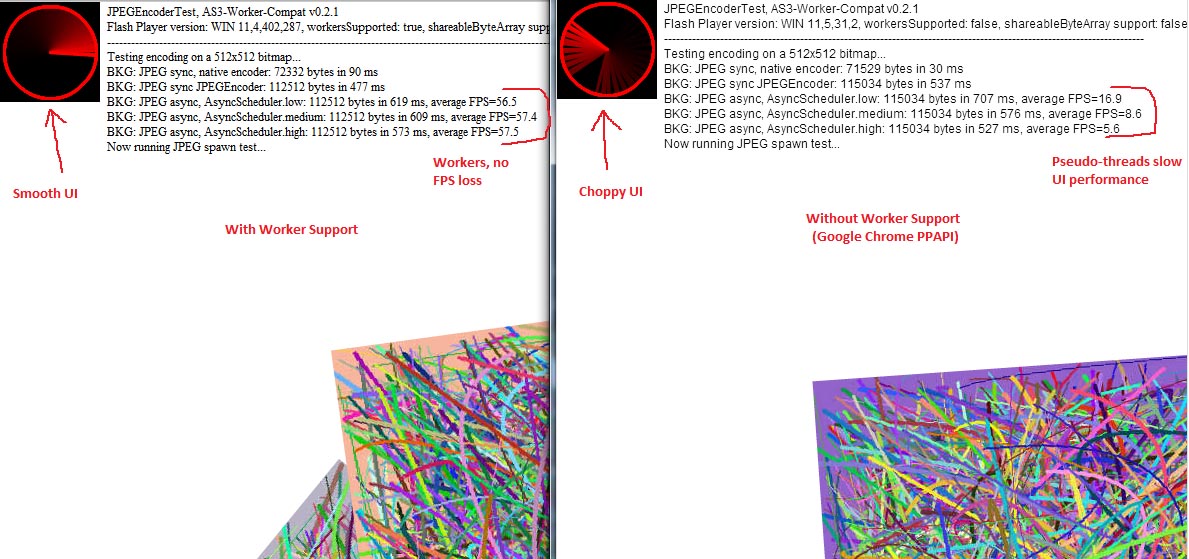 JPEGEncoderTest, AS3-Worker-Compat v0.2.1
Flash Player version: WIN 11,4,402,287, workersSupported: true, shareableByteArray supp
--------------------------------------------------------------------------------
Testing encoding on a 512x512 bitmap...
BKG: JPEG sync, native encoder: 72332 bytes in 90 ms
BKG: JPEG sync JPEGEncoder: 112512 bytes in 477 ms
BKG: JPEG async, AsyncScheduler.low: 112512 bytes in 619 ms, average FPS=56.5
BKG: JPEG async, AsyncScheduler.medium: 112512 bytes in 609 ms, average FPS=57.4
BKG: JPEG async, AsyncScheduler.high: 112512 bytes in 573 ms, average FPS=57.5
Now running JPEG spawn test...
Workers, no
FPS loss
Smooth UI
With Worker Support
JPEGEncoderTest, AS3-Worker-Compat v0.2.1
Flash Player version: WIN 11,5,31,2, workersSupported: false, shareableByteArray support: false
--------------------------------------------------------------------------------
Testing encoding on a 512x512 bitmap...
BKG: JPEG sync, native encoder: 71529 bytes in 30 ms
BKG: JPEG sync JPEGEncoder: 115034 bytes in 537 ms
BKG: JPEG async, AsyncScheduler.low: 115034 bytes in 707 ms, average FPS=16.9
BKG: JPEG async, AsyncScheduler.medium: 115034 bytes in 576 ms, average FPS=8.6
BKG: JPEG async, AsyncScheduler.high: 115034 bytes in 527 ms, average FPS=5.6
Now running JPEG spawn test...
Pseudo-threads slow
UI performance
Choppy UI
Without Worker Support
(Google Chrome PPAPI)